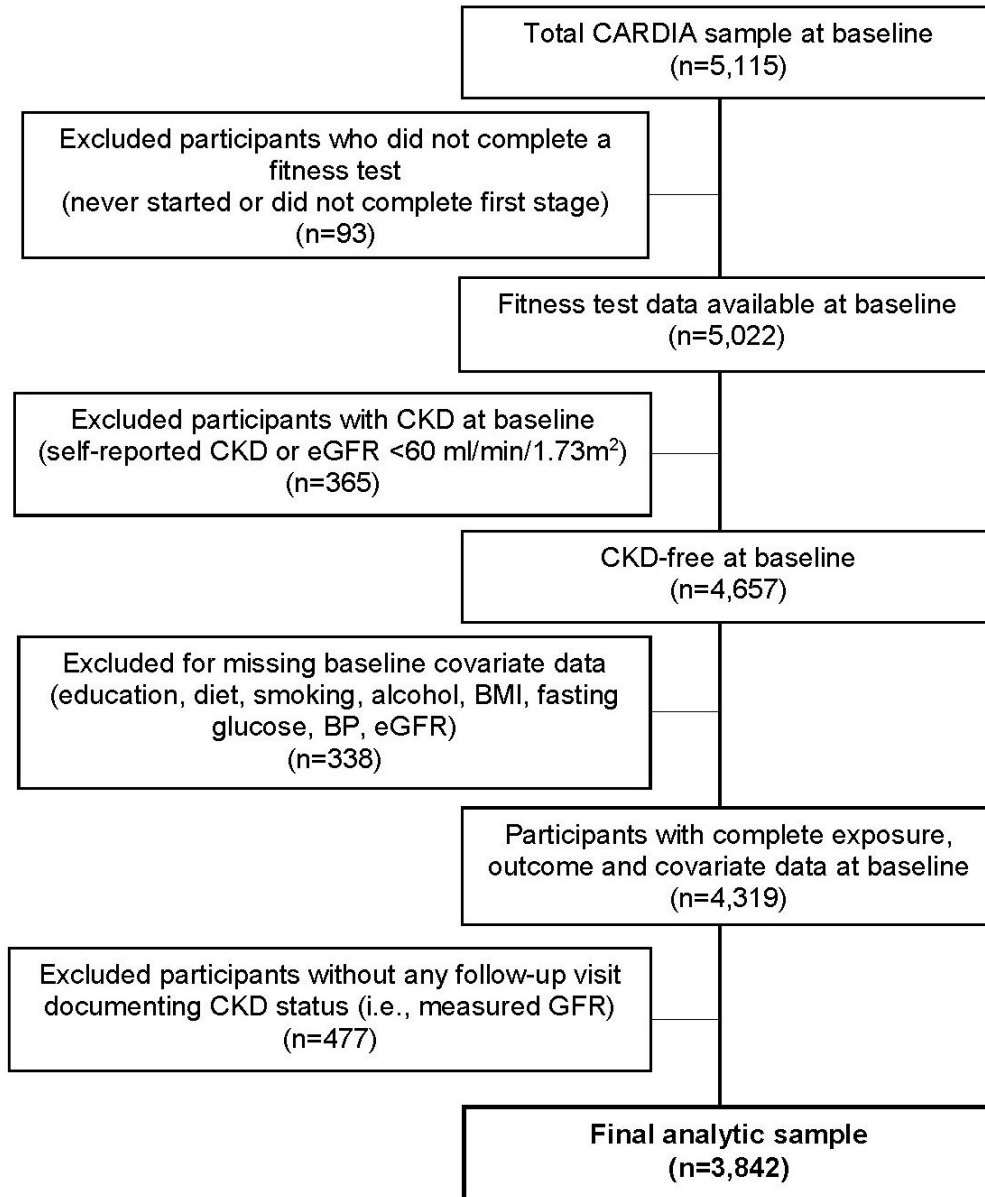 Total CARDIA sample at baseline
(n=5,115)
Excluded participants who did not complete a
fitness test
(never started or did not complete first stage)
(n=93)
Fitness test data available at baseline
(n=5,022)
Excluded participants with CKD at baseline
(self-reported CKD or eGFR <60 ml/min/1.73m²)
(n=365)
CKD-free at baseline
(n=4,657)
Excluded for missing baseline covariate data
(education, diet, smoking, alcohol, BMI, fasting
glucose, BP, eGFR)
(n=338)
Participants with complete exposure,
outcome and covariate data at baseline
(n=4,319)
Excluded participants without any follow-up visit
documenting CKD status (i.e., measured GFR)
(n=477)
Final analytic sample
(n=3,842)